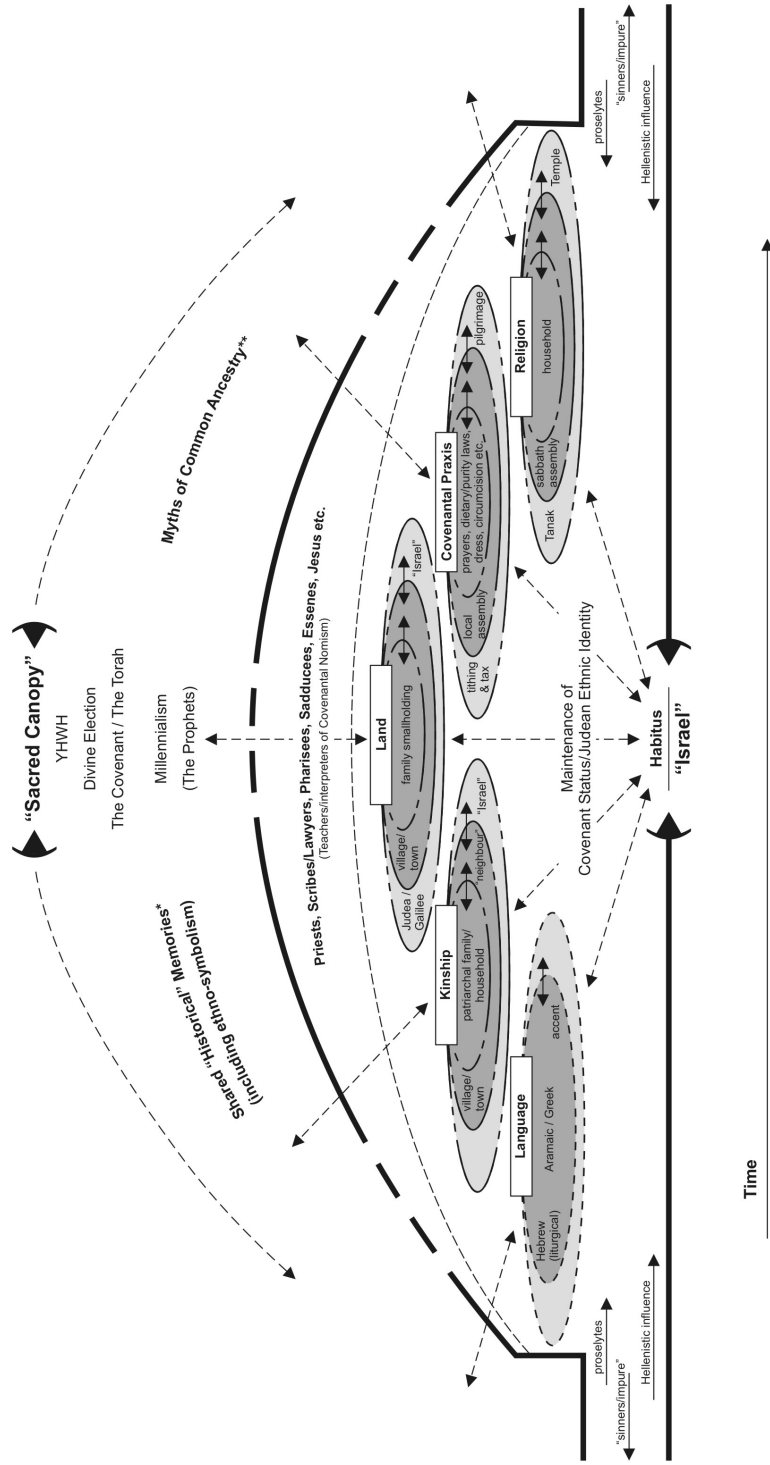 “Sacred Canopy”
YHWH
Divine Election
The Covenant / The Torah
Millennialism
(The Prophets)
Shared “Historical” Memories*
(including ethno-symbolism)
Myths of Common Ancestry**
Priests, Scribes/Lawyers, Pharisees, Sadducees, Essenes, Jesus etc.
(Teachers/interpreters of Covenantal Nomism)
Land
family smallholding
village/
town
Judea /
Galilee
“Israel”
Kinship
patriarchal family/
household
village/
town
“neighbour”
“Israel”
Covenantal Praxis
prayers, dietary/purity laws,
dress, circumcision etc.
local
assembly
tithing
& tax
pilgrimage
Language
Aramaic / Greek
Hebrew
(liturgical)
accent
Religion
household
sabbath
assembly
Tanak
Temple
Maintenance of
Covenant Status/Judean Ethnic Identity
Habitus
“Israel”
proselytes
“sinners/impure”
Hellenistic influence
proselytes
“sinners/impure”
Hellenistic influence
Time